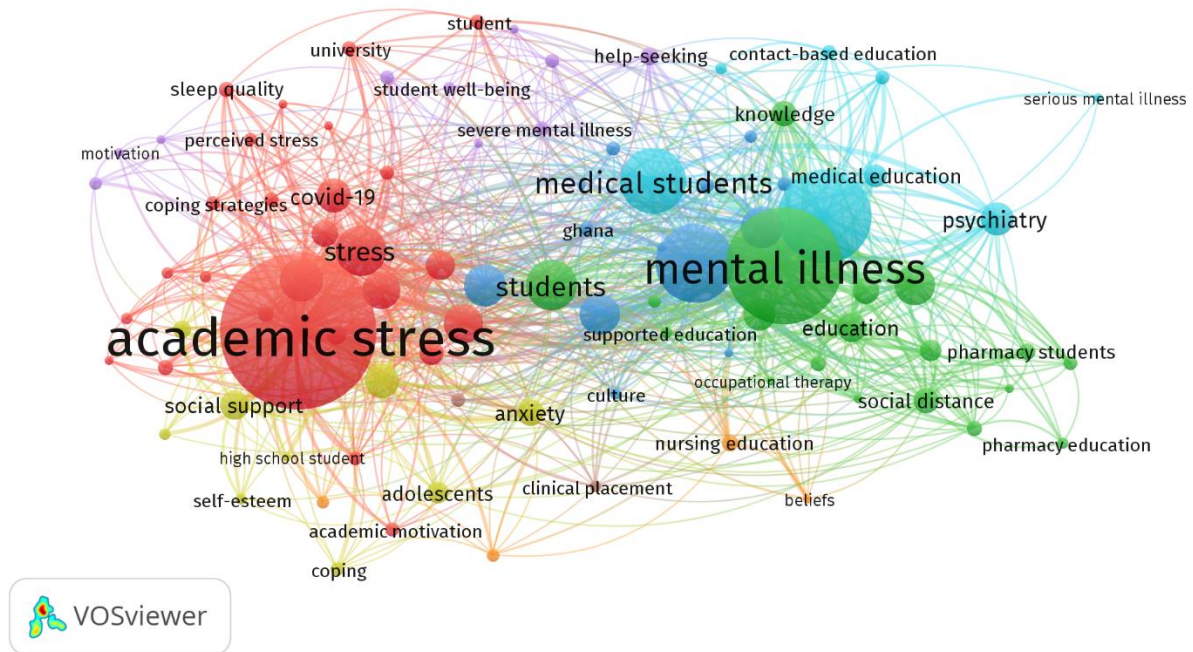 student
university
help-seeking
contact-based education
sleep quality
student well-being
serious mental illness
knowledge
perceived stress
severe mental illness
motivation
medical students
medical education
covid-19
coping strategies
psychiatry
ghana
stress
mental illness
students
academic stress
supported education
education
pharmacy students
occupational therapy
culture
social support
anxiety
social distance
nursing education
pharmacy education
high school student
self-esteem
adolescents
clinical placement
beliefs
academic motivation
coping
VOSviewer